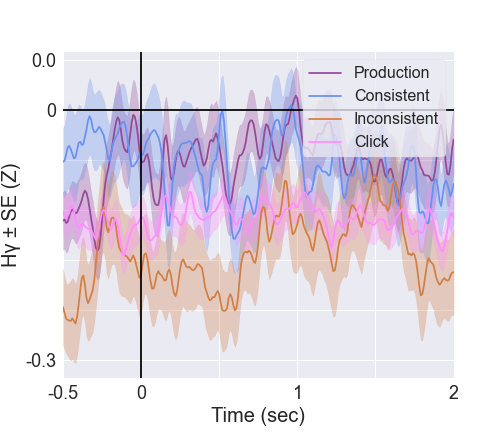 0.0
0
-0.3
Hγ ± SE (Z)
Production
Consistent
Inconsistent
Click
-0.5
0
1
2
Time (sec)